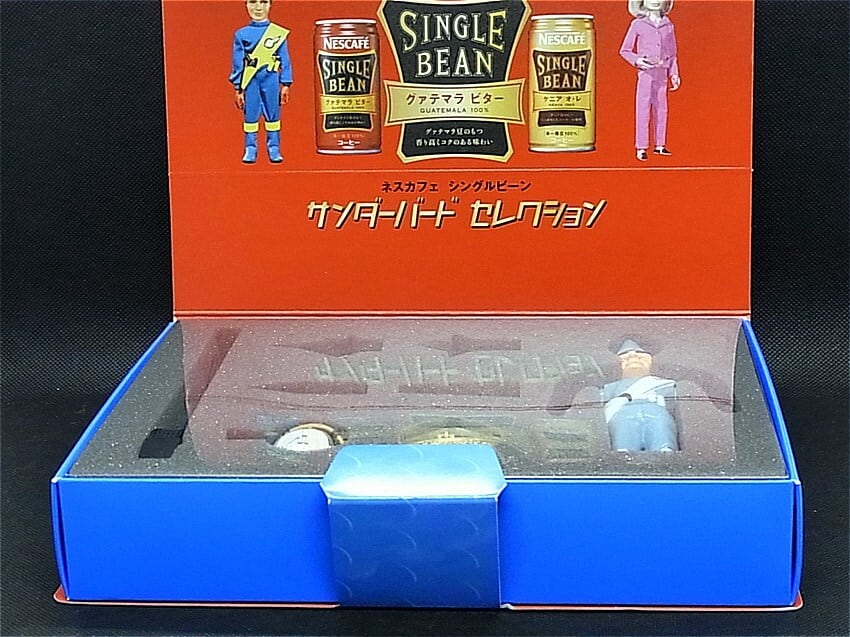 SINGLE
BEAN
グァテマラ ビター
GUATEMALA 100%
グァテマラ豆のもつ
香り高くコクのある味わい
NESCAFÉ
SINGLE
BEAN
グァテマラ ビター
コーヒー
NESCAFÉ
SINGLE
BEAN
ケニア オ・レ
コーヒー
ネスカフェ シングルビーン
サンダーバード セレクション